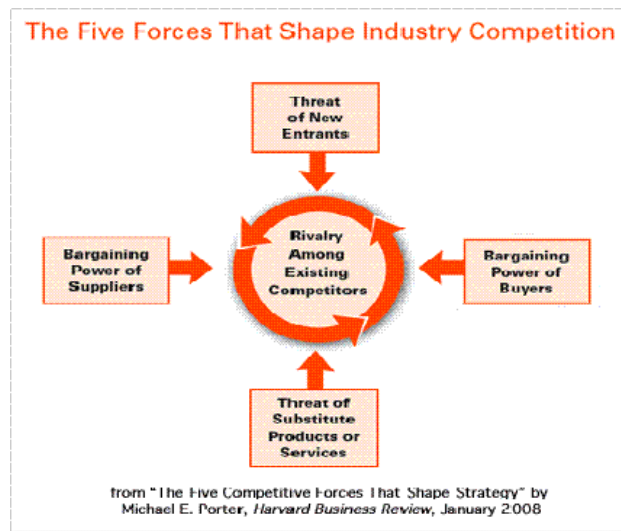 The Five Forces That Shape Industry Competition
Threat
of New
Entrants
Bargaining
Power of
Suppliers
Rivalry
Among
Existing
Competitors
Bargaining
Power of
Buyers
Threat of
Substitute
Products or
Services
from "The Five Competitive Forces That Shape Strategy" by
Michael E. Porter, Harvard Business Review, January 2008